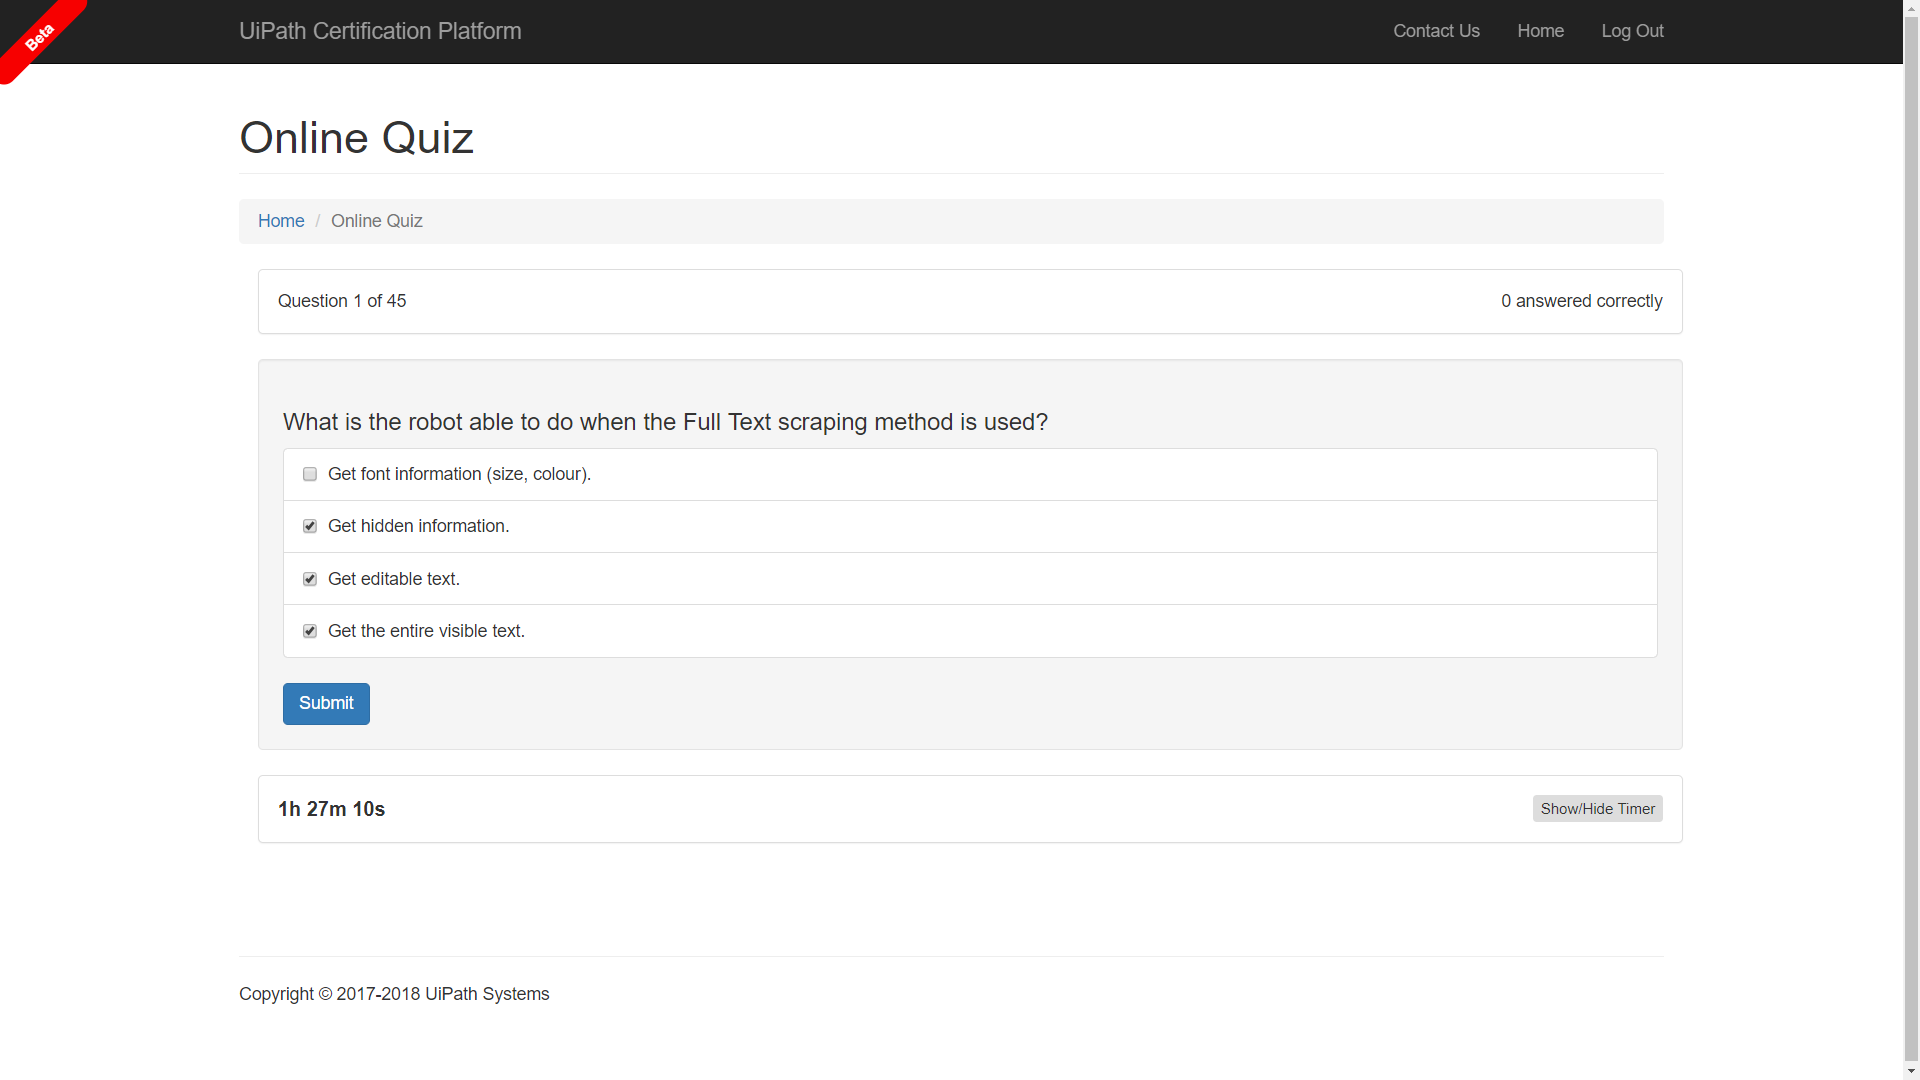 Beta
UiPath Certification Platform
Contact Us Home Log Out
Online Quiz
Home / Online Quiz
Question 1 of 45
0 answered correctly
What is the robot able to do when the Full Text scraping method is used?
Get font information (size, colour).
Get hidden information.
Get editable text.
Get the entire visible text.
Submit
1h 27m 10s
Show/Hide Timer
Copyright © 2017-2018 UiPath Systems